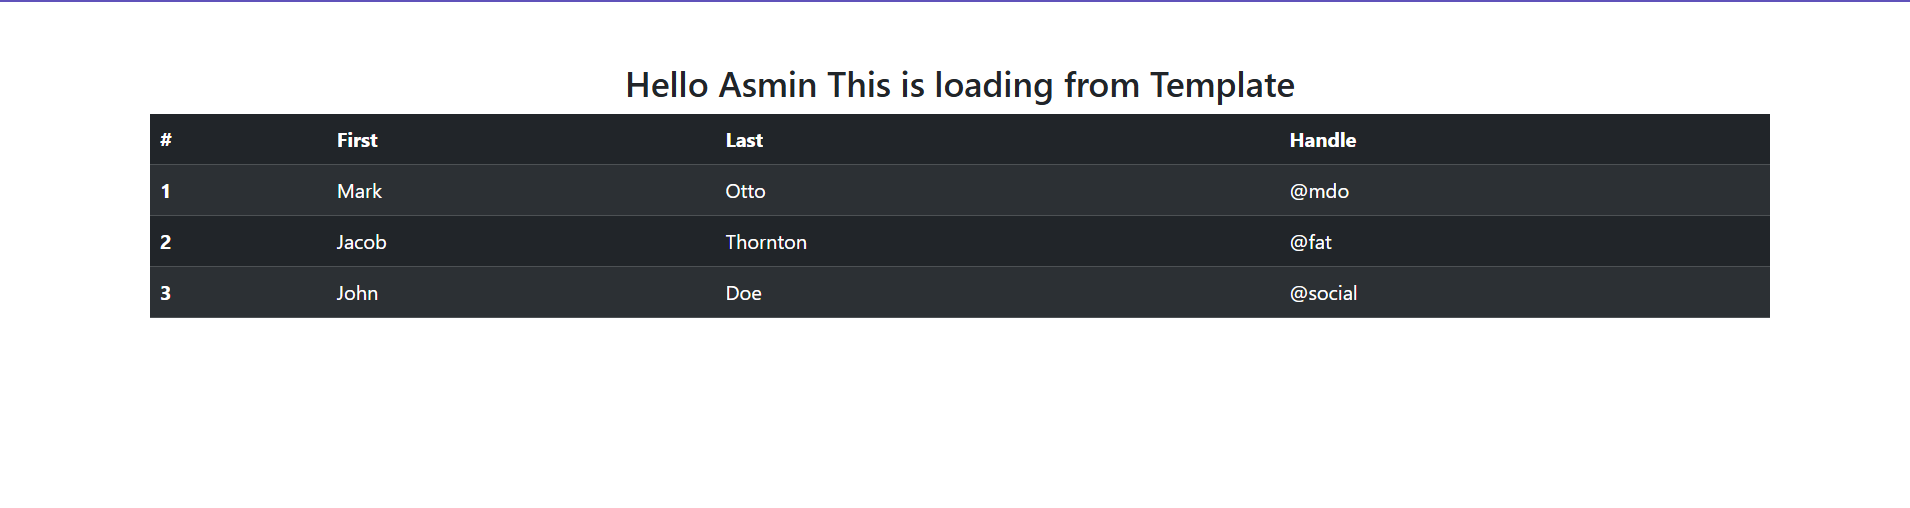 Hello Asmin This is loading from Template
# First Last Handle
1 Mark Otto @mdo
2 Jacob Thornton @fat
3 John Doe @social